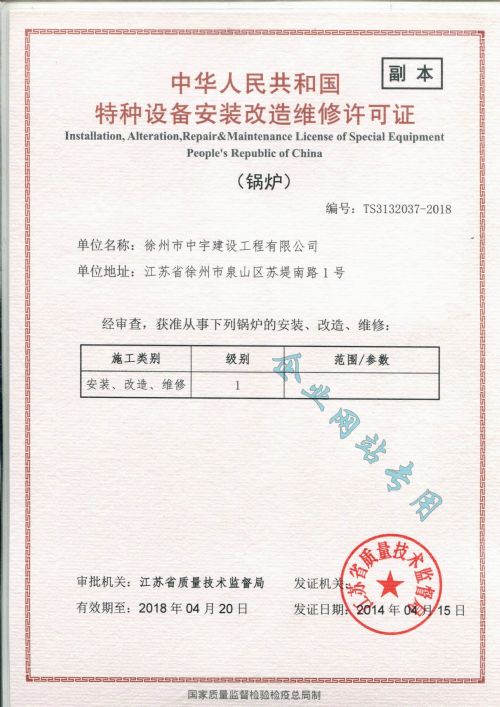 副 本
中华人民共和国
特种设备安装改造维修许可证
Installation, Alteration,Repair&Maintenance License of Special Equipment
People's Republic of China
（锅炉）
编号：TS3132037-2018
单位名称：徐州市中宇建设工程有限公司
单位地址：江苏省徐州市泉山区苏堤南路1号
经审查，获准从事下列锅炉的安装、改造、维修：
施工类别 级别 范围/参数
安装、改造、维修 1
企业网站专用
江苏省质量技术监督局
审批机关：江苏省质量技术监督局 发证机关：
有效期至：2018 年 04 月 20 日 发证日期：2014 年 04 月 15 日
国家质量监督检验检疫总局制